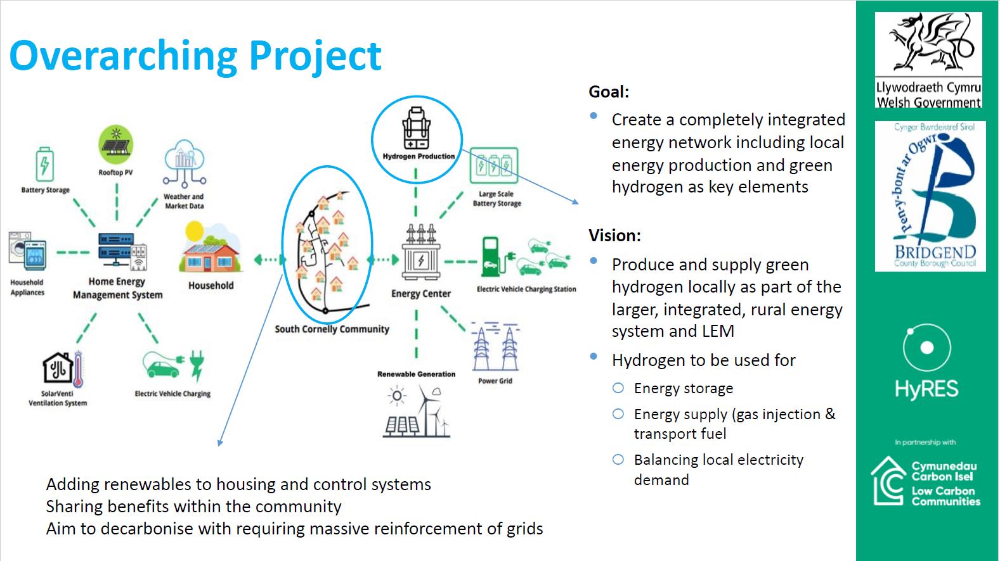 Overarching Project
Battery Storage
Rooftop PV
Weather and
Market Data
Household
Appliances
Home Energy
Management System
Household
SolarVenti
Ventilation System
Electric Vehicle Charging
South Cornelly Community
Hydrogen Production
Large Scale
Battery Storage
Energy Center
Electric Vehicle Charging Station
Power Grid
Renewable Generation
Adding renewables to housing and control systems
Sharing benefits within the community
Aim to decarbonise with requiring massive reinforcement of grids
Goal:
Create a completely integrated
energy network including local
energy production and green
hydrogen as key elements
Vision:
Produce and supply green
hydrogen locally as part of the
larger, integrated, rural energy
system and LEM
Hydrogen to be used for
Energy storage
Energy supply (gas injection &
transport fuel
Balancing local electricity
demand
Llywodraeth Cymru
Welsh Government
Cyngor Bwrdeistref Sirol
Pen-y-bont ar Ogwr
BRIDGEND
County Borough Council
HyRES
In partnership with
Cymunedau
Carbon Isel
Low Carbon
Communities